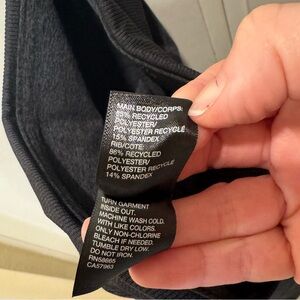 MAIN BODY/CORPS:
85% RECYCLED
POLYESTER/
POLYESTER RECYCLE
15% SPANDEX
RIB/COTE:
86% RECYCLED
POLYESTER/
POLYESTER RECYCLE
14% SPANDEX
TURN GARMENT
INSIDE OUT.
MACHINE WASH COLD.
WITH LIKE COLORS.
ONLY NON-CHLORINE
BLEACH IF NEEDED.
TUMBLE DRY LOW.
DO NOT IRON.
RN58665
CA57963